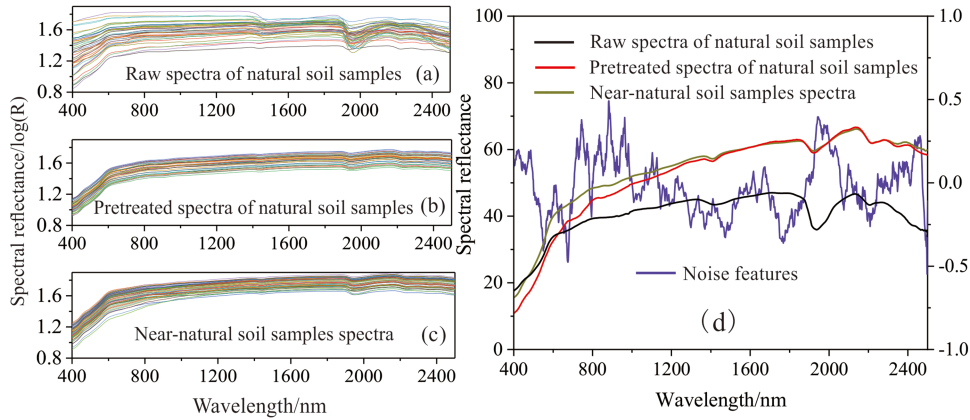 Spectral reflectance/log(R)
1.6
1.2
0.8
Raw spectra of natural soil samples (a)
400 800 1200 1600 2000 2400
1.6
1.2
0.8
Pretreated spectra of natural soil samples (b)
400 800 1200 1600 2000 2400
1.6
1.2
0.8
Near-natural soil samples spectra (c)
400 800 1200 1600 2000 2400
Wavelength/nm
Spectral reflectance
100
80
60
40
20
0
Raw spectra of natural soil samples
Pretreated spectra of natural soil samples
Near-natural soil samples spectra
Noise features
(d)
1.0
0.5
0.0
-0.5
-1.0
400 800 1200 1600 2000 2400
Wavelength/nm